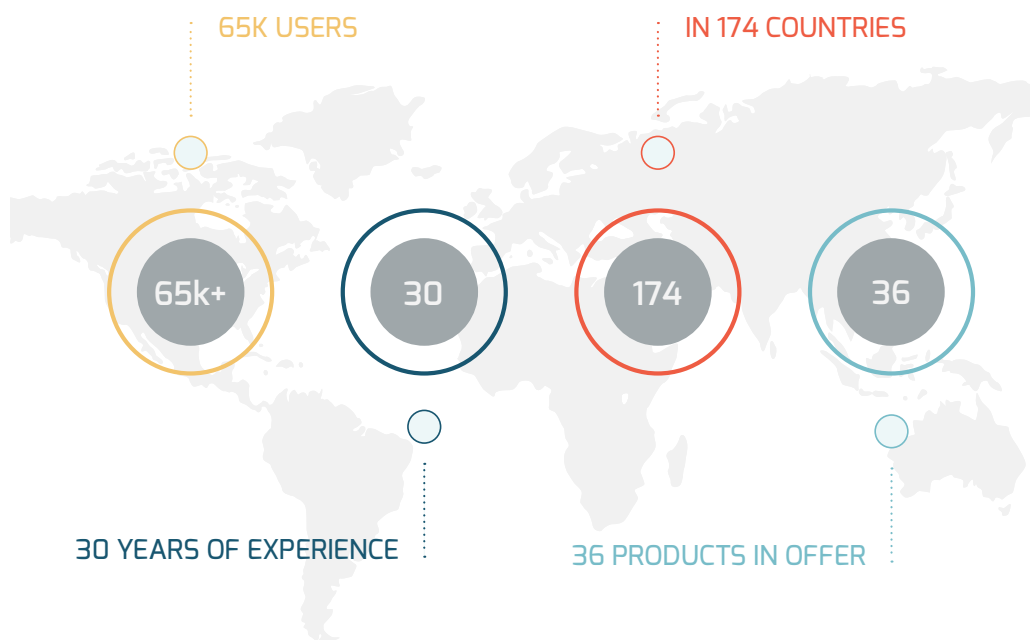 65K USERS
IN 174 COUNTRIES
65k+
30
174
36
30 YEARS OF EXPERIENCE
36 PRODUCTS IN OFFER